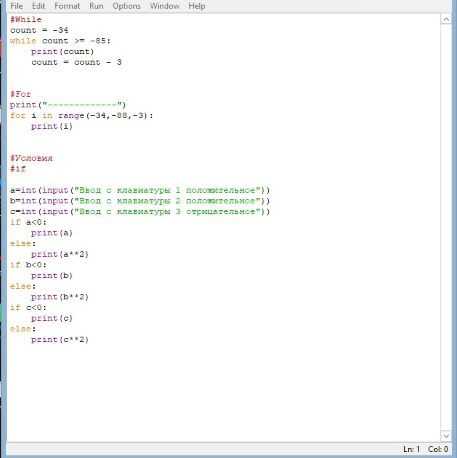 File Edit Format Run Options Window Help
#While
count = -34
while count >= -85:
    print(count)
    count = count - 3
#For
print("-------------")
for i in range(-34,-88,-3):
    print(i)
#Условия
#if
a=int(input("Ввод с клавиатуры 1 положительное"))
b=int(input("Ввод с клавиатуры 2 положительное"))
c=int(input("Ввод с клавиатуры 3 отрицательное"))
if a<0:
    print(a)
else:
    print(a**2)
if b<0:
    print(b)
else:
    print(b**2)
if c<0:
    print(c)
else:
    print(c**2)
Ln: 1 Col: 0